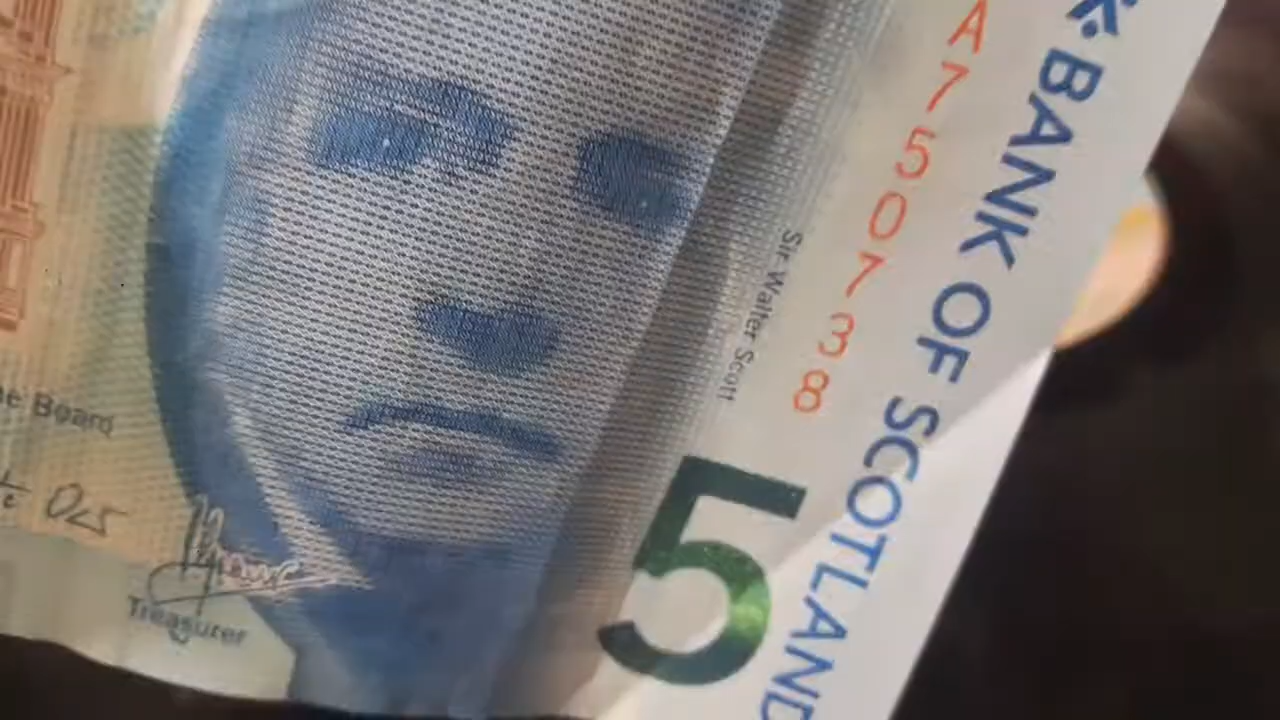 BANK OF SCOTLAND
A750738
Sir Walter Scott
5
Board
Treasurer